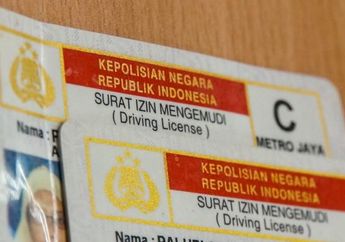 KEPOLISIAN NEGARA
REPUBLIK INDONESIA
SURAT IZIN MENGEMUDI
( Driving License )
C
METRO JAYA
Nama :
KEPOLISIAN NEGARA
REPUBLIK INDONESIA
SURAT IZIN MENGEMUDI
( Driving License )
Nama :